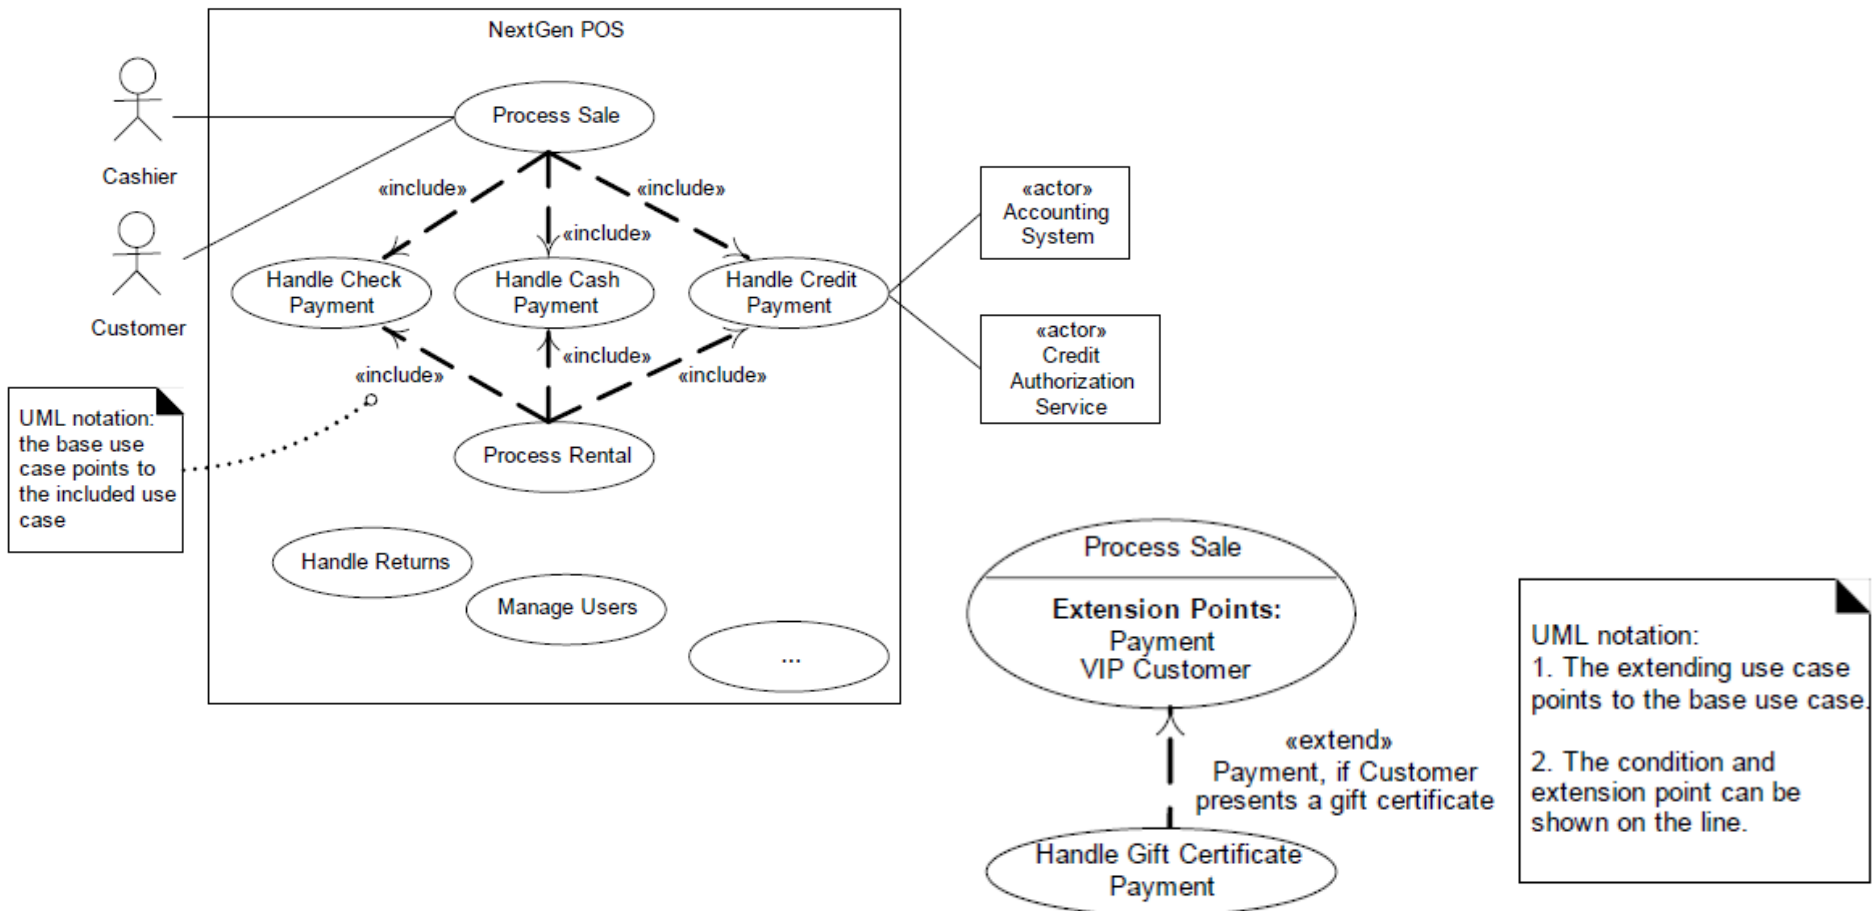 NextGen POS
Process Sale
Cashier
«include»
«include»
«include»
Customer
Handle Check
Payment
Handle Cash
Payment
Handle Credit
Payment
«actor»
Accounting
System
«actor»
Credit
Authorization
Service
«include»
«include»
«include»
Process Rental
UML notation:
the base use
case points to
the included use
case
Handle Returns
Manage Users
...
Process Sale
Extension Points:
Payment
VIP Customer
«extend»
Payment, if Customer
presents a gift certificate
Handle Gift Certificate
Payment
UML notation:
1. The extending use case
points to the base use case.
2. The condition and
extension point can be
shown on the line.